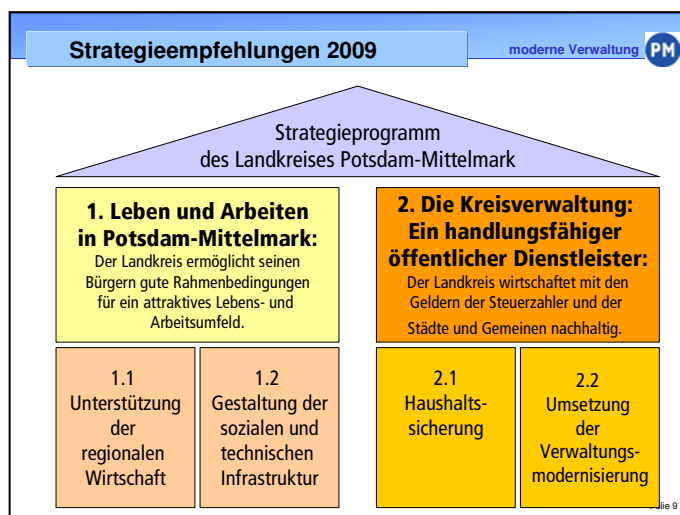 Strategieempfehlungen 2009
moderne Verwaltung
PM
Strategieprogramm
des Landkreises Potsdam-Mittelmark
1. Leben und Arbeiten
in Potsdam-Mittelmark:
Der Landkreis ermöglicht seinen
Bürgern gute Rahmenbedingungen
für ein attraktives Lebens- und
Arbeitsumfeld.
2. Die Kreisverwaltung:
Ein handlungsfähiger
öffentlicher Dienstleister:
Der Landkreis wirtschaftet mit den
Geldern der Steuerzahler und der
Städte und Gemeinen nachhaltig.
1.1
Unterstützung
der
regionalen
Wirtschaft
1.2
Gestaltung der
sozialen und
technischen
Infrastruktur
2.1
Haushalts-
sicherung
2.2
Umsetzung
der
Verwaltungs-
modernisierung
9